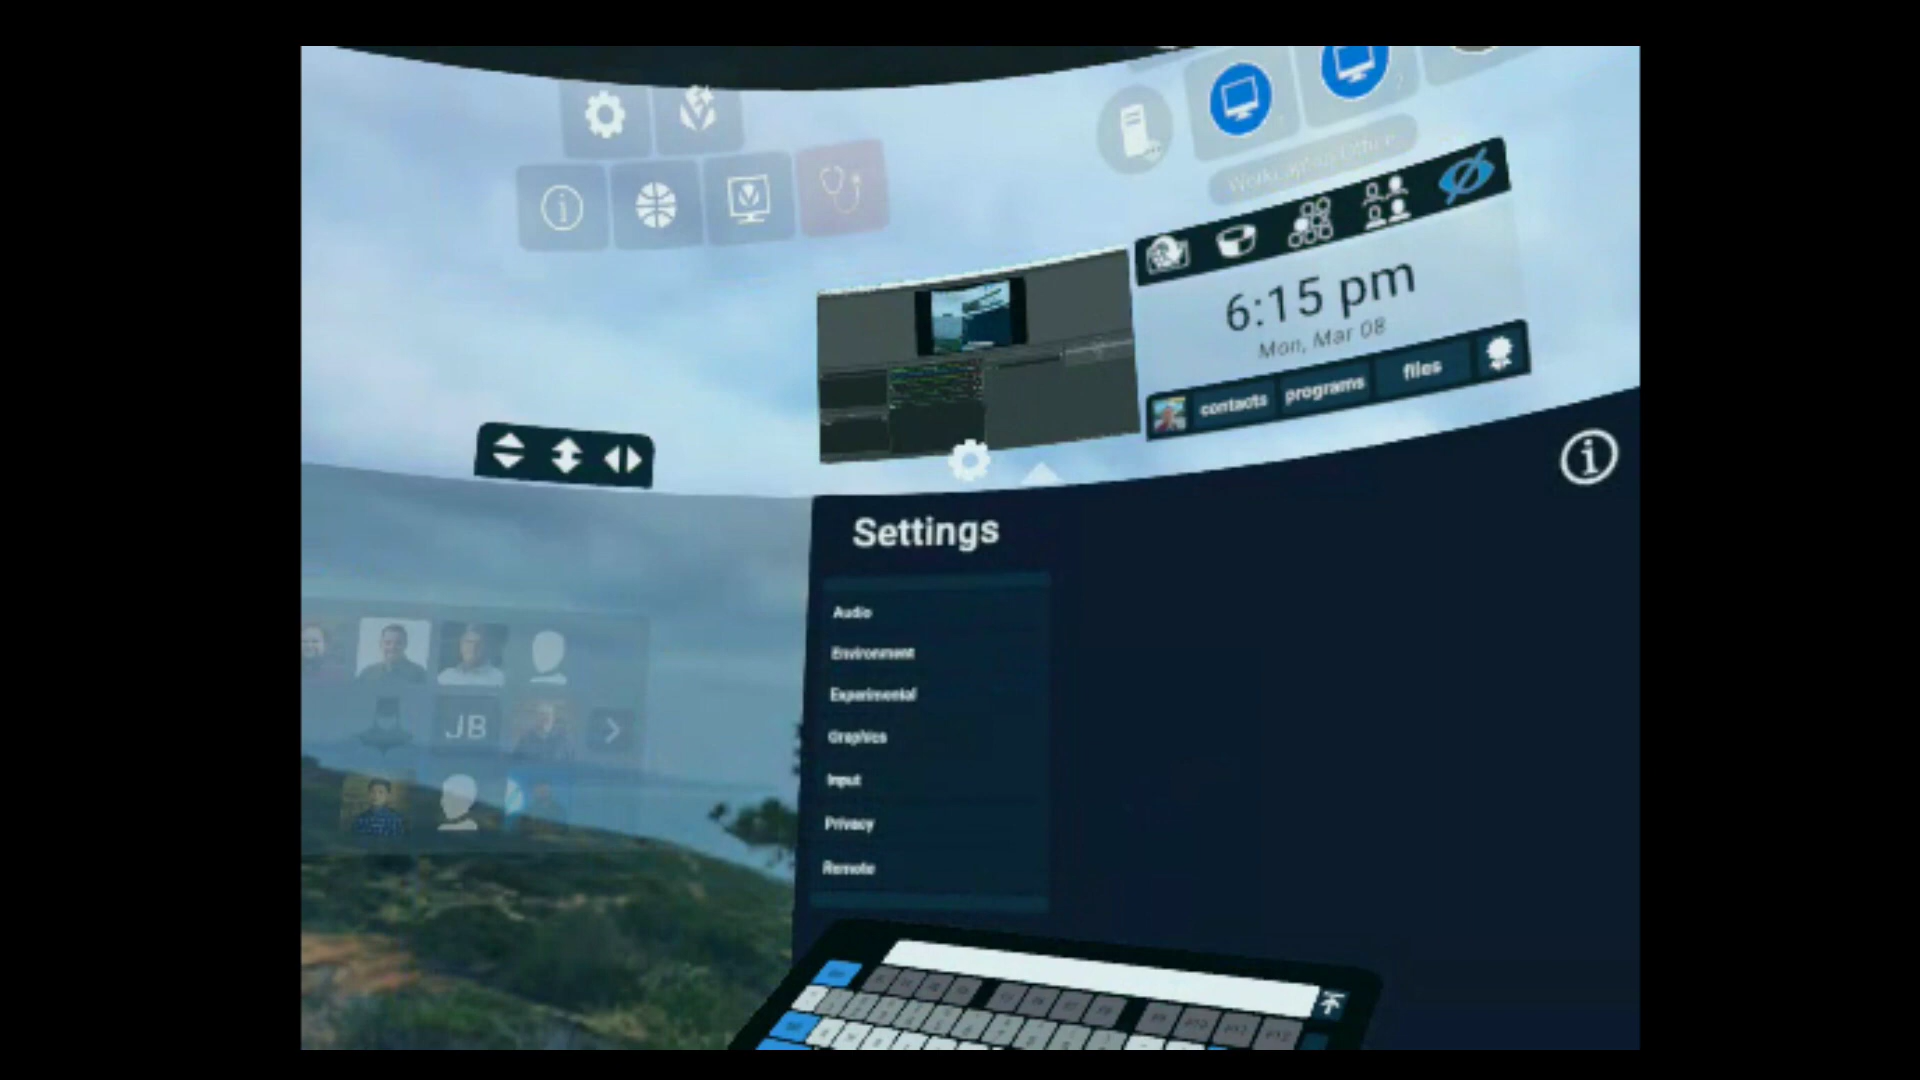 6:15 pm
Mon, Mar 08
contacts programs files
Settings
Audio
Environment
Experimental
Graphics
Input
Privacy
Remote
JB